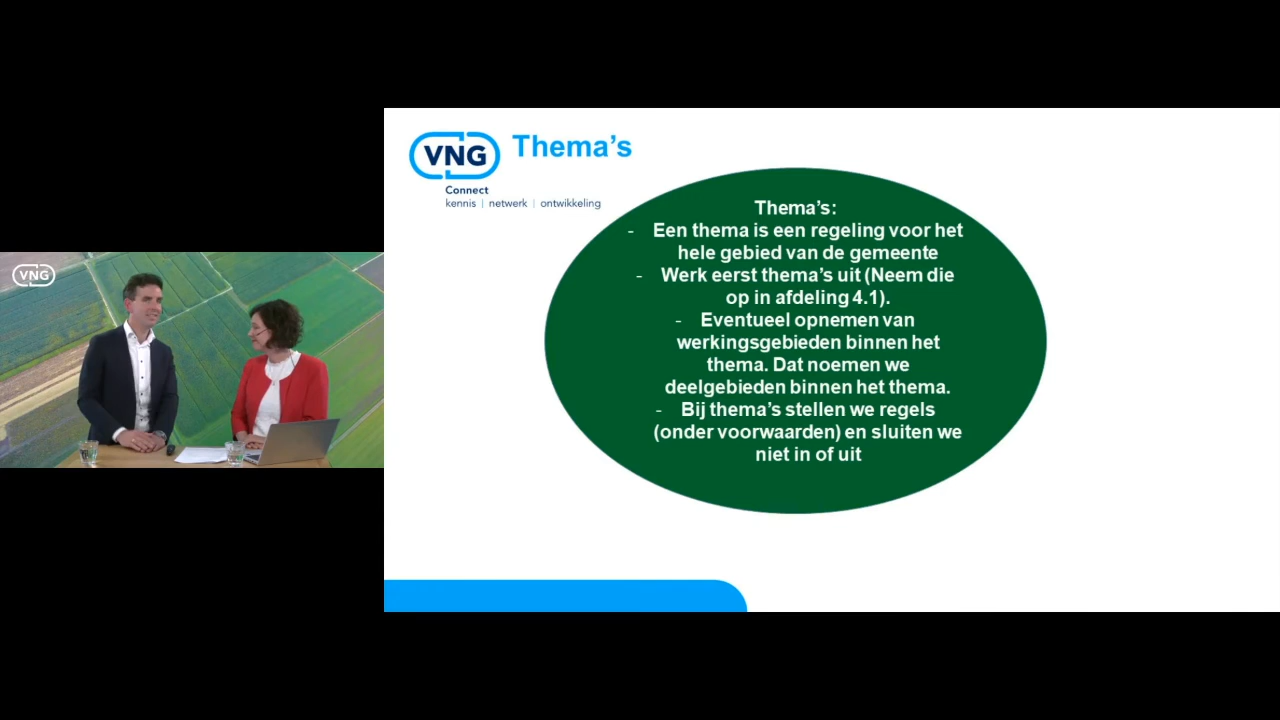 VNG
Thema's
Connect
kennis | netwerk | ontwikkeling
Thema's:
- Een thema is een regeling voor het
hele gebied van de gemeente
- Werk eerst thema's uit (Neem die
op in afdeling 4.1).
- Eventueel opnemen van
werkingsgebieden binnen het
thema. Dat noemen we
deelgebieden binnen het thema.
- Bij thema's stellen we regels
(onder voorwaarden) en sluiten we
niet in of uit
VNG